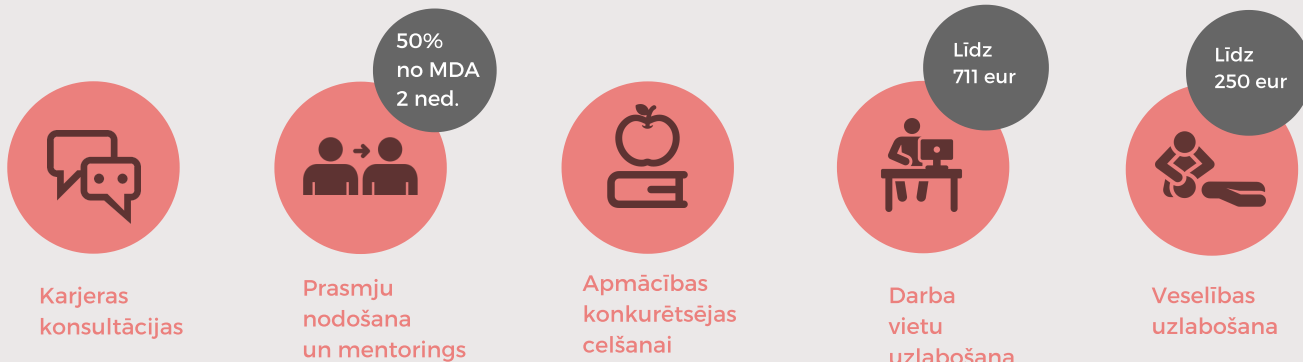 Karjeras
konsultācijas
50%
no MDA
2 ned.
Prasmju
nodošana
un mentorings
Apmācības
konkurētsējas
celšanai
Līdz
711 eur
Darba
vietu
uzlabošana
Līdz
250 eur
Veselības
uzlabošana